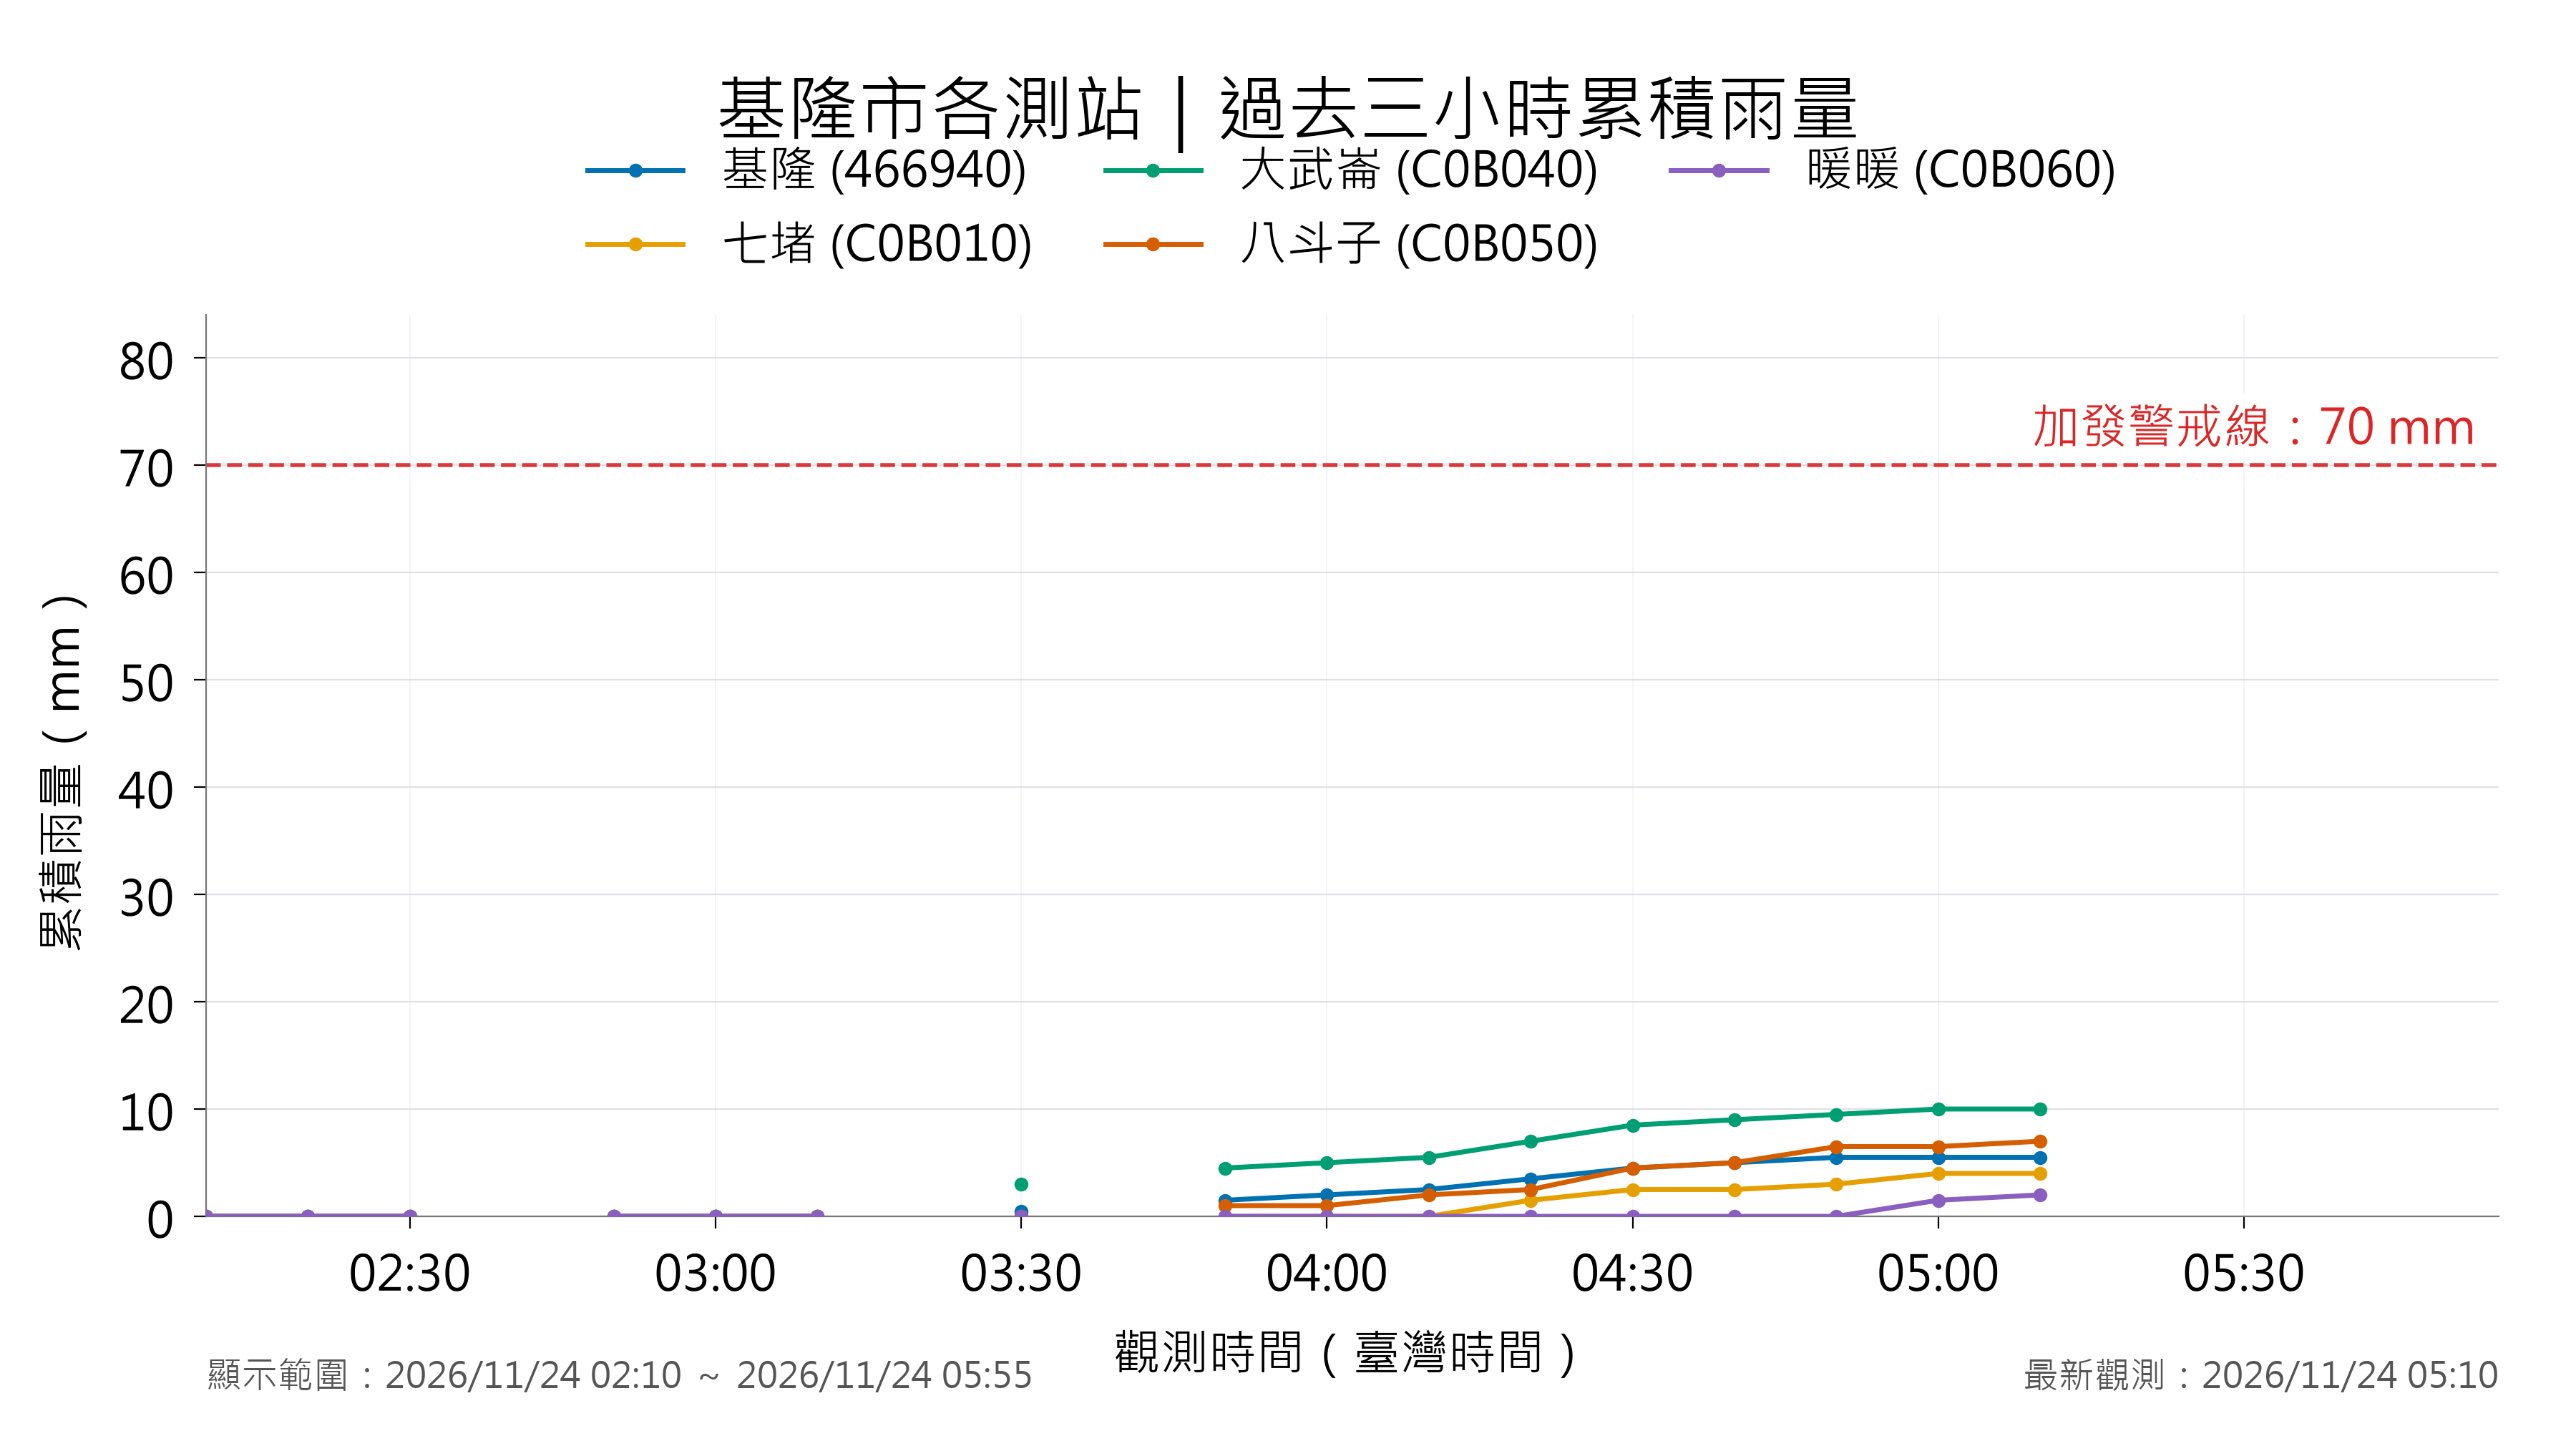 基隆市各測站｜過去三小時累積雨量
基隆 (466940)
大武崙 (C0B040)
暖暖 (C0B060)
七堵 (C0B010)
八斗子 (C0B050)
80
加發警戒線：70 mm
70
60
50
40
30
20
10
0
累積雨量（mm）
02:30
03:00
03:30
04:00
04:30
05:00
05:30
觀測時間（臺灣時間）
顯示範圍：2026/11/24 02:10 ~ 2026/11/24 05:55
最新觀測：2026/11/24 05:10